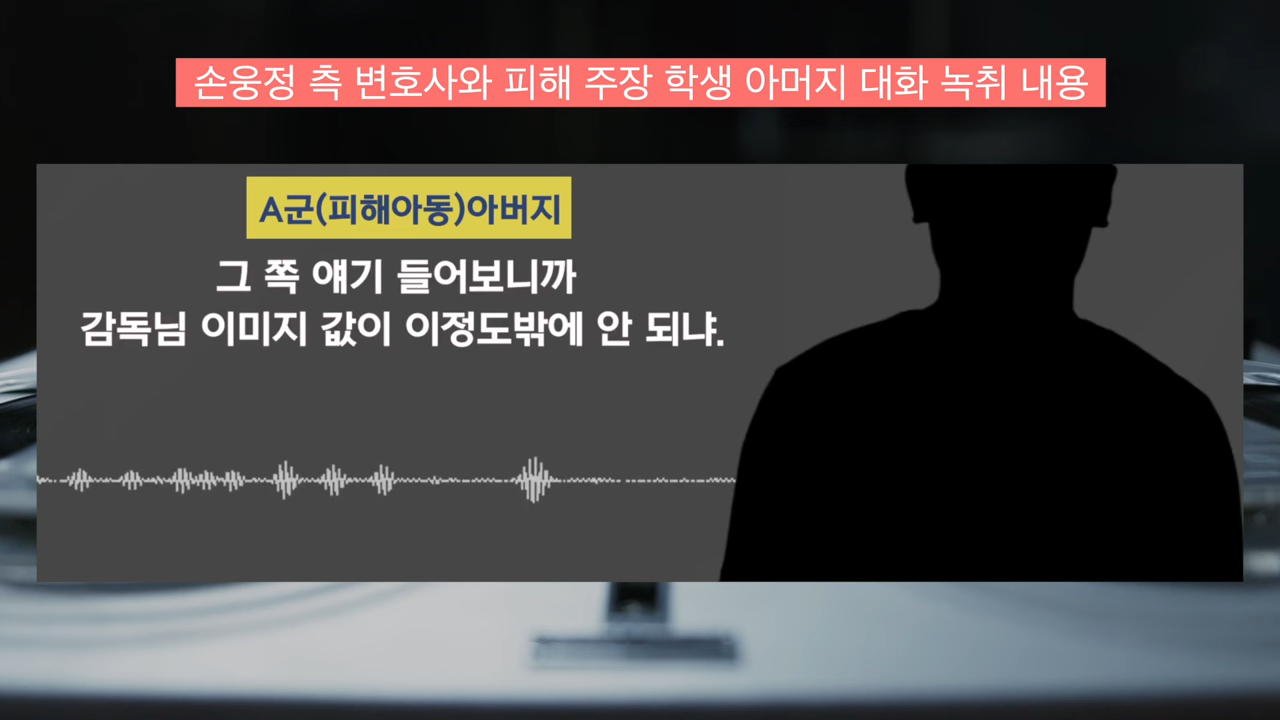 손웅정 측 변호사와 피해 주장 학생 아머지 대화 녹취 내용
A군(피해아동)아버지
그 쪽 얘기 들어보니까
감독님 이미지 값이 이정도밖에 안 되냐.